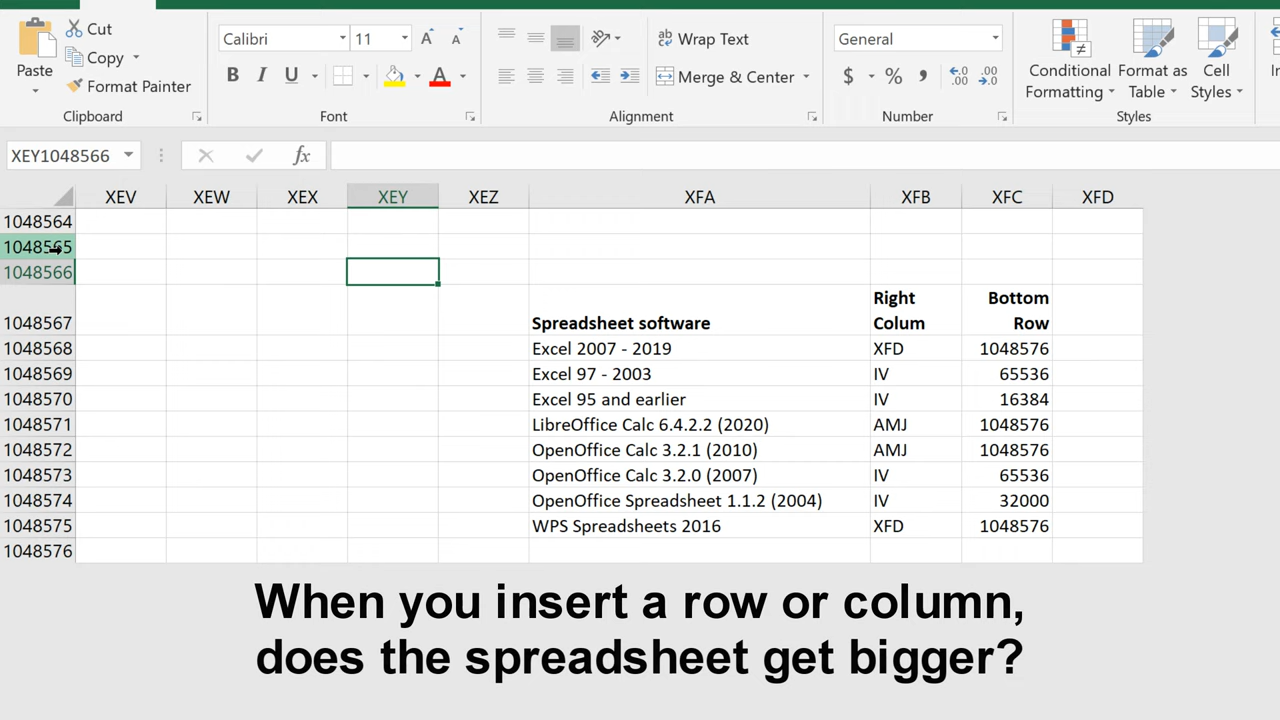 Cut
Copy
Format Painter
Paste
Clipboard
Calibri 11 A A
B I U A
Font
ab Wrap Text
Merge & Center
Alignment
General
$ % , .00 .00
Number
Conditional Formatting
Format as Table
Cell Styles
Styles
XEY1048566 fx
XEV XEW XEX XEY XEZ XFA XFB XFC XFD
1048564
1048565
1048566
Right Bottom
1048567 Spreadsheet software Colum Row
1048568 Excel 2007 - 2019 XFD 1048576
1048569 Excel 97 - 2003 IV 65536
1048570 Excel 95 and earlier IV 16384
1048571 LibreOffice Calc 6.4.2.2 (2020) AMJ 1048576
1048572 OpenOffice Calc 3.2.1 (2010) AMJ 1048576
1048573 OpenOffice Calc 3.2.0 (2007) IV 65536
1048574 OpenOffice Spreadsheet 1.1.2 (2004) IV 32000
1048575 WPS Spreadsheets 2016 XFD 1048576
1048576
When you insert a row or column,
does the spreadsheet get bigger?